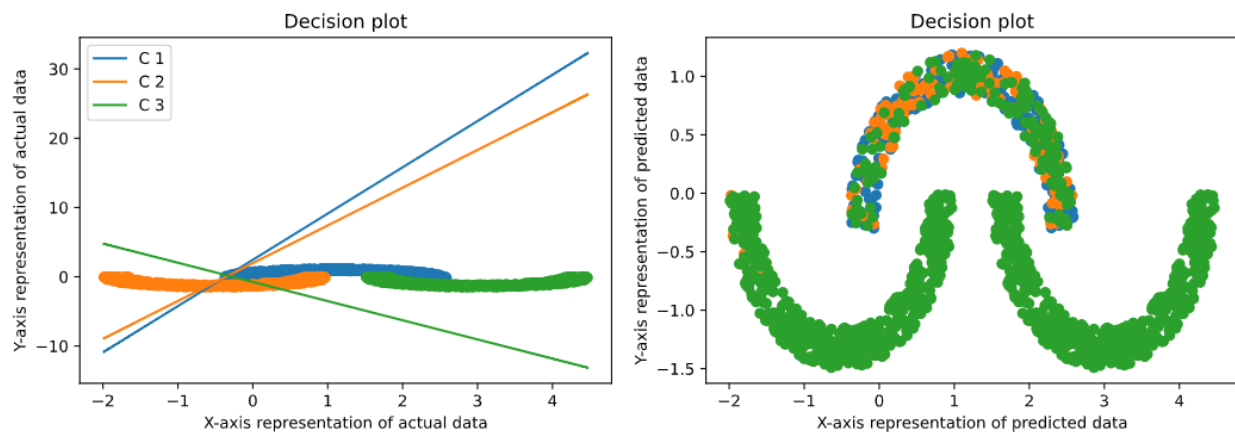 Decision plot
C 1
C 2
C 3
30
20
10
0
−10
−2
−1
0
1
2
3
4
Y-axis representation of actual data
X-axis representation of actual data
Decision plot
1.0
0.5
0.0
−0.5
−1.0
−1.5
−2
−1
0
1
2
3
4
Y-axis representation of predicted data
X-axis representation of predicted data